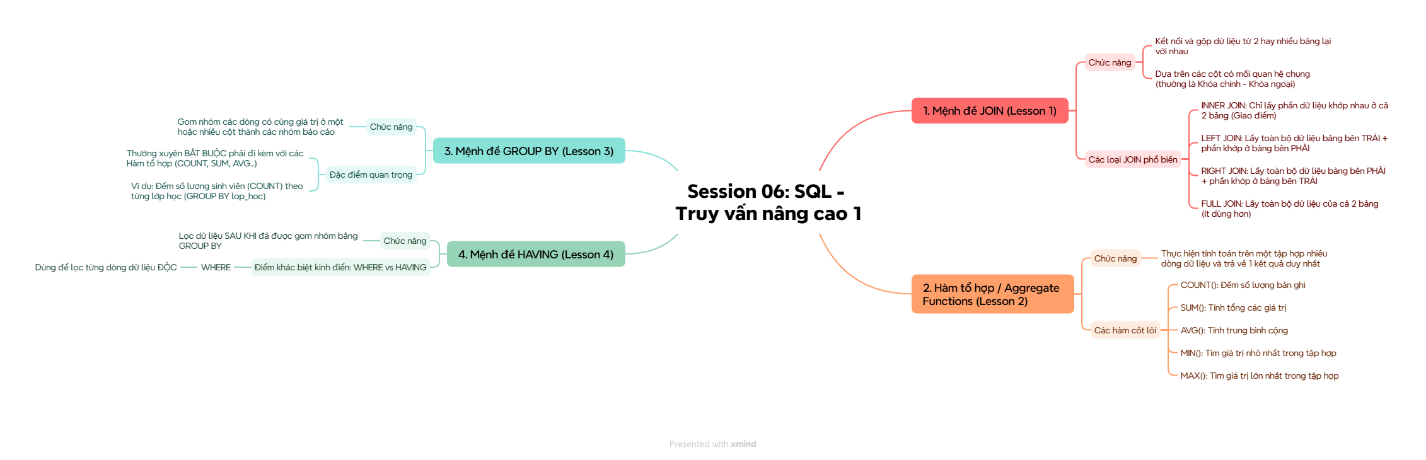 Session 06: SQL -
Truy vấn nâng cao 1
1. Mệnh đề JOIN (Lesson 1)
Chức năng
Kết nối và gộp dữ liệu từ 2 hay nhiều bảng lại
với nhau
Dựa trên các cột có mối quan hệ chung
(thường là Khóa chính - Khóa ngoại)
Các loại JOIN phổ biến
INNER JOIN: Chỉ lấy phần dữ liệu khớp nhau ở cả
2 bảng (Giao điểm)
LEFT JOIN: Lấy toàn bộ dữ liệu bảng bên TRÁI +
phần khớp ở bảng bên PHẢI
RIGHT JOIN: Lấy toàn bộ dữ liệu bảng bên PHẢI
+ phần khớp ở bảng bên TRÁI
FULL JOIN: Lấy toàn bộ dữ liệu của cả 2 bảng
(ít dùng hơn)
2. Hàm tổ hợp / Aggregate
Functions (Lesson 2)
Chức năng
Thực hiện tính toán trên một tập hợp nhiều
dòng dữ liệu và trả về 1 kết quả duy nhất
Các hàm cốt lõi
COUNT(): Đếm số lượng bản ghi
SUM(): Tính tổng các giá trị
AVG(): Tính trung bình cộng
MIN(): Tìm giá trị nhỏ nhất trong tập hợp
MAX(): Tìm giá trị lớn nhất trong tập hợp
3. Mệnh đề GROUP BY (Lesson 3)
Chức năng
Gom nhóm các dòng có cùng giá trị ở một
hoặc nhiều cột thành các nhóm báo cáo
Đặc điểm quan trọng
Thường xuyên BẮT BUỘC phải đi kèm với các
Hàm tổ hợp (COUNT, SUM, AVG..)
Ví dụ: Đếm số lượng sinh viên (COUNT) theo
từng lớp học (GROUP BY lop_hoc)
4. Mệnh đề HAVING (Lesson 4)
Chức năng
Lọc dữ liệu SAU KHI đã được gom nhóm bằng
GROUP BY
Điểm khác biệt kinh điển: WHERE vs HAVING
WHERE
Dùng để lọc từng dòng dữ liệu ĐỘC
Presented with xmind